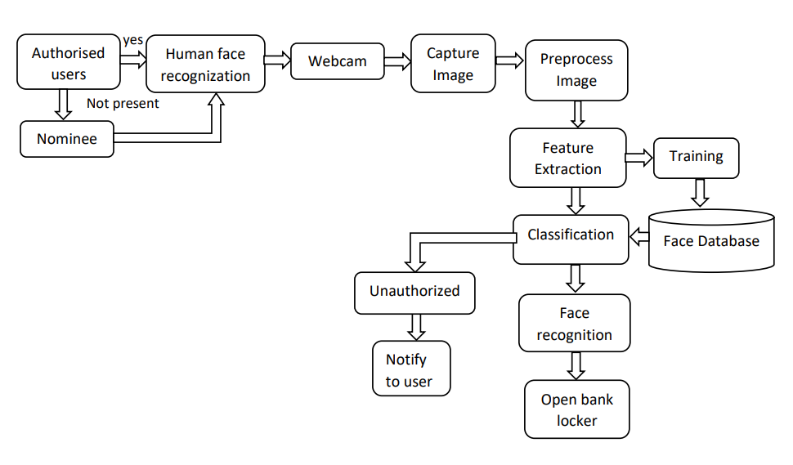 yes
Authorised
users
Human face
recognization
Webcam
Capture
Image
Preprocess
Image
Not present
Nominee
Feature
Extraction
Training
Classification
Face Database
Unauthorized
Face
recognition
Notify
to user
Open bank
locker